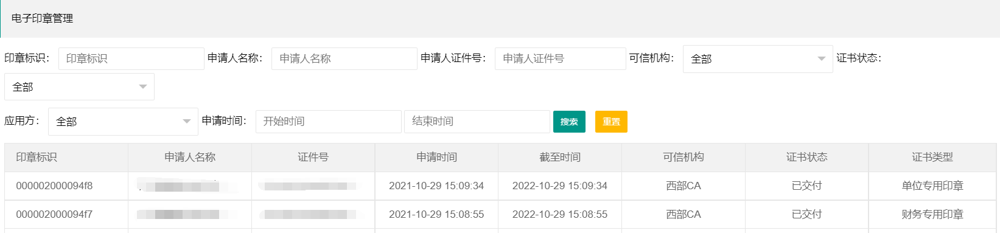 电子印章管理
印章标识： 印章标识 申请人名称： 申请人名称 申请人证件号： 申请人证件号 可信机构： 全部 证书状态：
全部
应用方： 全部 申请时间： 开始时间 结束时间 搜索 重置
印章标识 申请人名称 证件号 申请时间 截至时间 可信机构 证书状态 证书类型
000002000094f8 2021-10-29 15:09:34 2022-10-29 15:09:34 西部CA 已交付 单位专用印章
000002000094f7 2021-10-29 15:08:55 2022-10-29 15:08:55 西部CA 已交付 财务专用印章